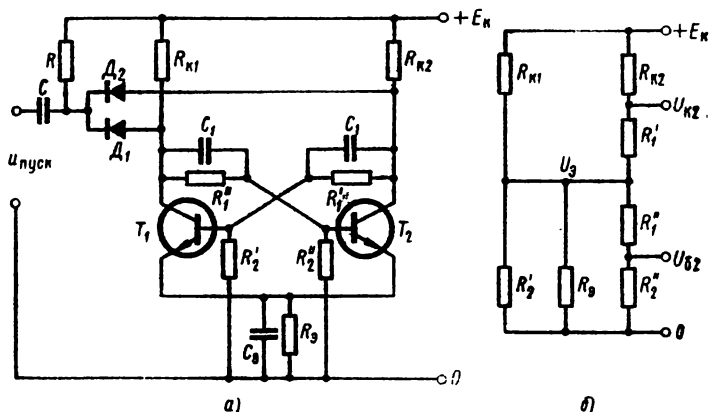 +Eк
R
Rк1
Rк2
C
Д2
Д1
C1
C1
uпуск
R1''
R1'
T1
T2
R2'
R2''
Cэ
Rэ
0
а)
+Eк
Rк1
Rк2
Uк2
R1'
Uэ
R1''
Uб2
R2'
Rэ
R2''
0
б)